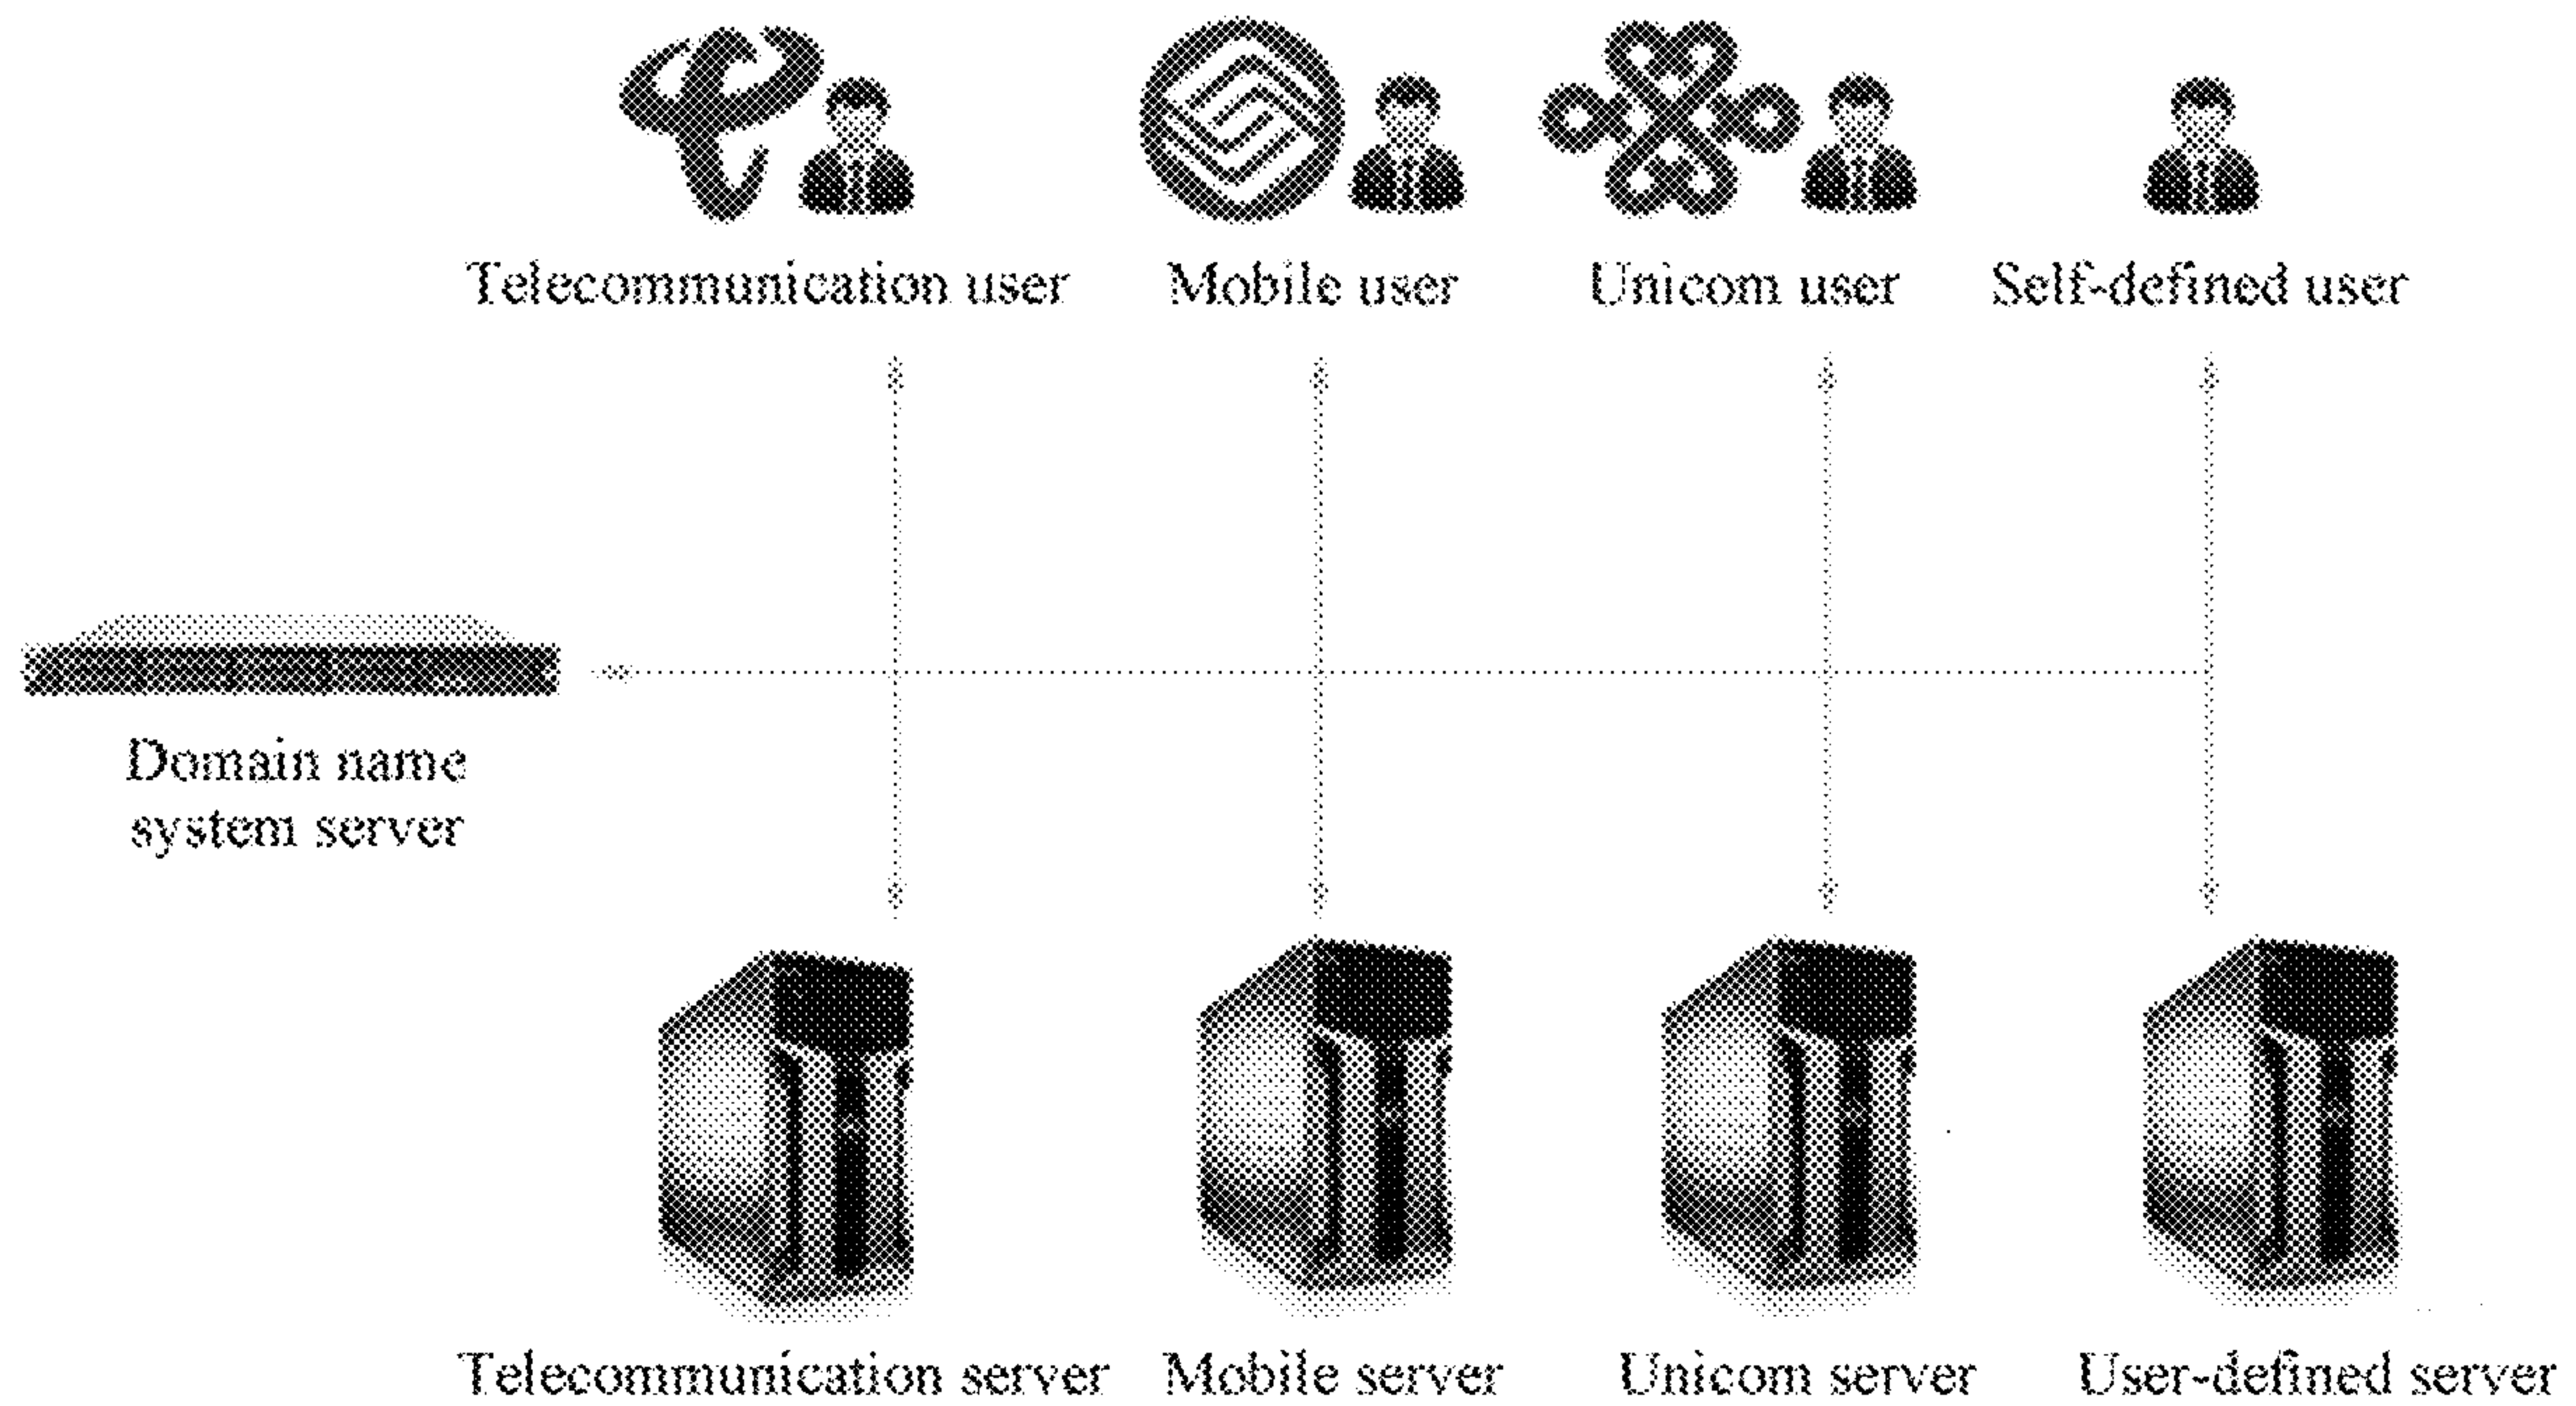 Telecommunication user
Mobile user
Unicom user
Self-defined user
Domain name
system server
Telecommunication server
Mobile server
Unicom server
User-defined server